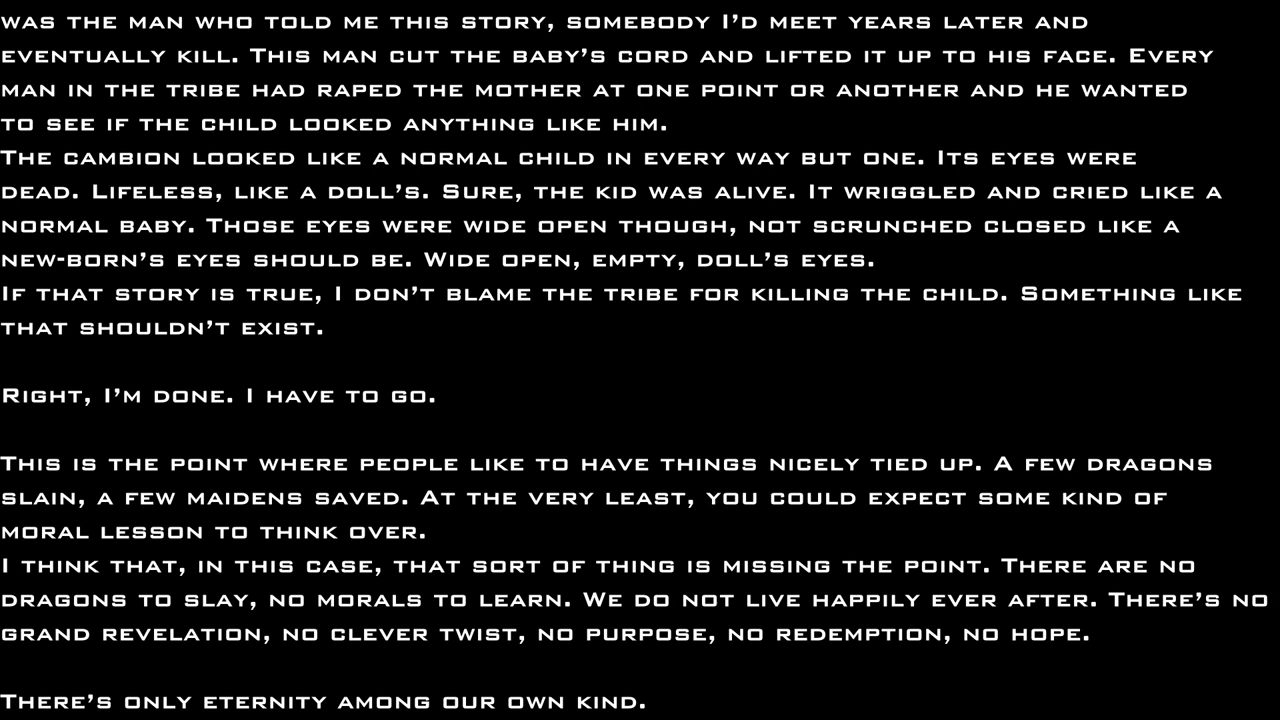 was the man who told me this story, somebody I’d meet years later and
eventually kill. This man cut the baby’s cord and lifted it up to his face. Every
man in the tribe had raped the mother at one point or another and he wanted
to see if the child looked anything like him.
The cambion looked like a normal child in every way but one. Its eyes were
dead. Lifeless, like a doll’s. Sure, the kid was alive. It wriggled and cried like a
normal baby. Those eyes were wide open though, not scrunched closed like a
new-born’s eyes should be. Wide open, empty, doll’s eyes.
If that story is true, I don’t blame the tribe for killing the child. Something like
that shouldn’t exist.
Right, I’m done. I have to go.
This is the point where people like to have things nicely tied up. A few dragons
slain, a few maidens saved. At the very least, you could expect some kind of
moral lesson to think over.
I think that, in this case, that sort of thing is missing the point. There are no
dragons to slay, no morals to learn. We do not live happily ever after. There’s no
grand revelation, no clever twist, no purpose, no redemption, no hope.
There’s only eternity among our own kind.